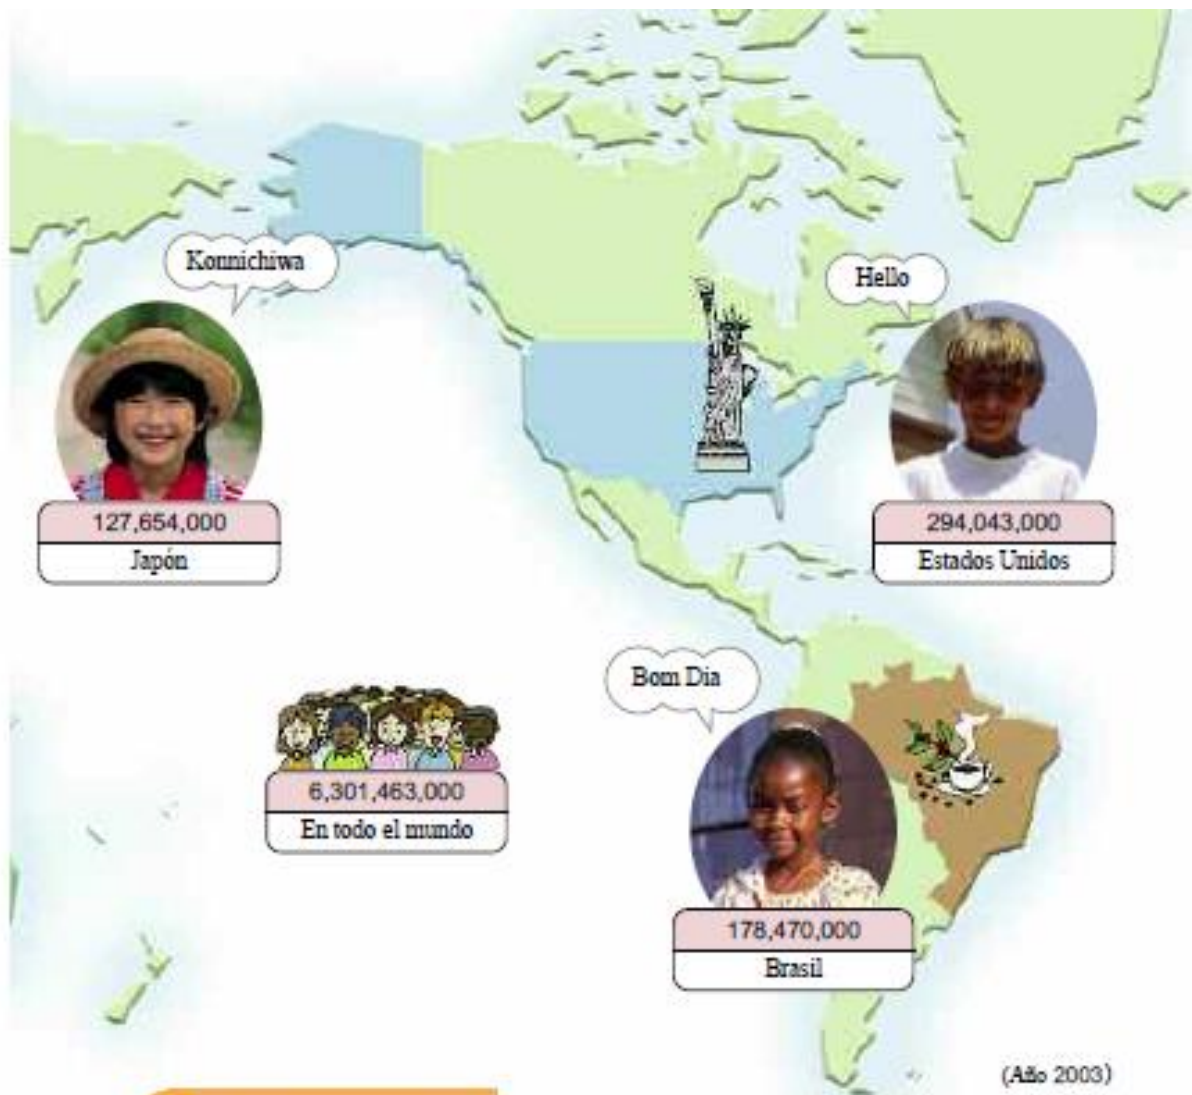 Konnichiwa
Hello
127,654,000
Japón
294,043,000
Estados Unidos
Bom Dia
6,301,463,000
En todo el mundo
178,470,000
Brasil
(Año 2003)